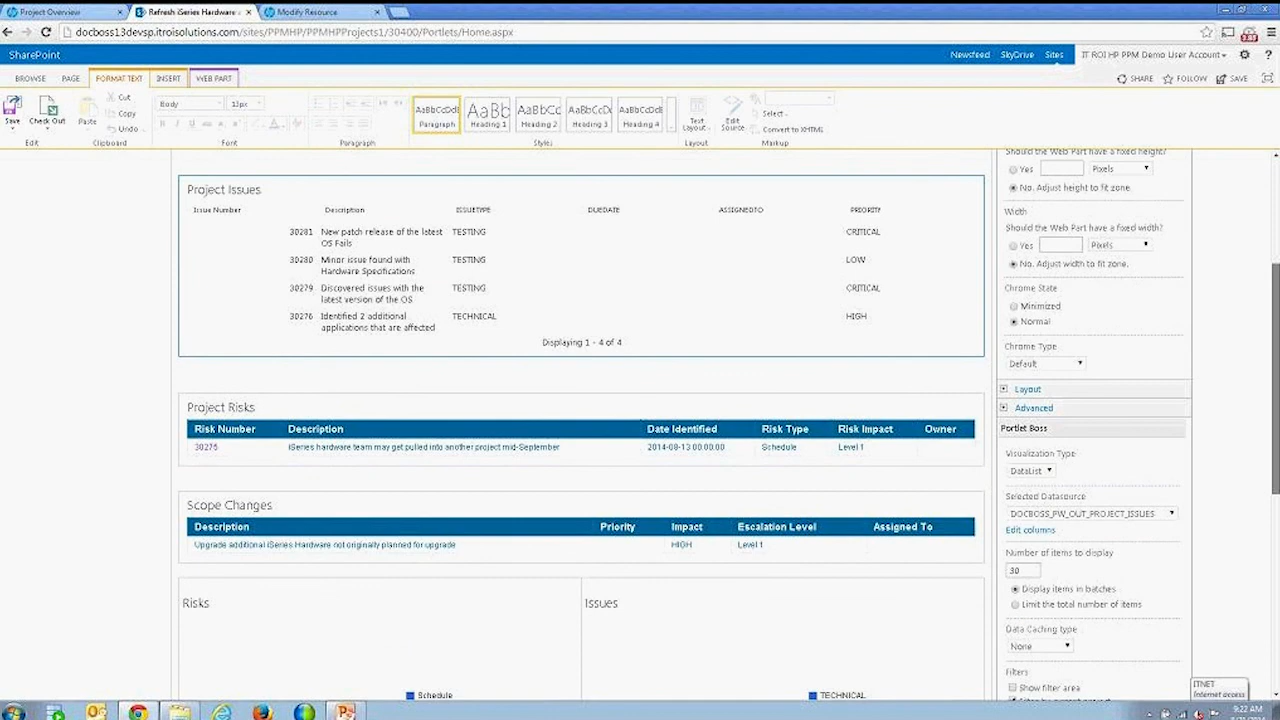 Project Overview
Refresh iSeries Hardware
Modify Resource
docboss13devsp.itroisolutions.com/sites/PPMHP/PPMHPProjects1/30400/Portlets/Home.aspx
SharePoint
Newsfeed SkyDrive Sites IT ROI HP PPM Demo User Account
BROWSE PAGE FORMAT TEXT INSERT WEB PART
SHARE FOLLOW SAVE
Save Check Out Paste Cut Copy Undo
Body 13px
AaBbCcDdE AaBb AaBbCc AaBbCcDc AaBbCcDdE
Paragraph Heading 1 Heading 2 Heading 3 Heading 4
Text Layout Edit Source Select Convert to XHTML
Edit Clipboard Font Paragraph Styles Layout Markup
Project Issues
Issue Number Description ISSUETYPE DUEDATE ASSIGNEDTO PRIORITY
30281 New patch release of the latest OS Fails TESTING CRITICAL
30280 Minor issue found with Hardware Specifications TESTING LOW
30279 Discovered issues with the latest version of the OS TESTING CRITICAL
30276 Identified 2 additional applications that are affected TECHNICAL HIGH
Displaying 1 - 4 of 4
Project Risks
Risk Number Description Date Identified Risk Type Risk Impact Owner
30275 iSeries hardware team may get pulled into another project mid-September 2014-08-13 00:00:00 Schedule Level 1
Scope Changes
Description Priority Impact Escalation Level Assigned To
Upgrade additional iSeries Hardware not originally planned for upgrade HIGH Level 1
Risks
Issues
Schedule
TECHNICAL
Should the Web Part have a fixed height?
Yes Pixels
No. Adjust height to fit zone.
Width
Should the Web Part have a fixed width?
Yes Pixels
No. Adjust width to fit zone.
Chrome State
Minimized
Normal
Chrome Type
Default
Layout
Advanced
Portlet Boss
Visualization Type
DataList
Selected Datasource
DOCBOSS_PW_OUT_PROJECT_ISSUES
Edit columns
Number of items to display
30
Display items in batches
Limit the total number of items
Data Caching type
None
Filters
Show filter area
ITNET
Internet access
9:22 AM